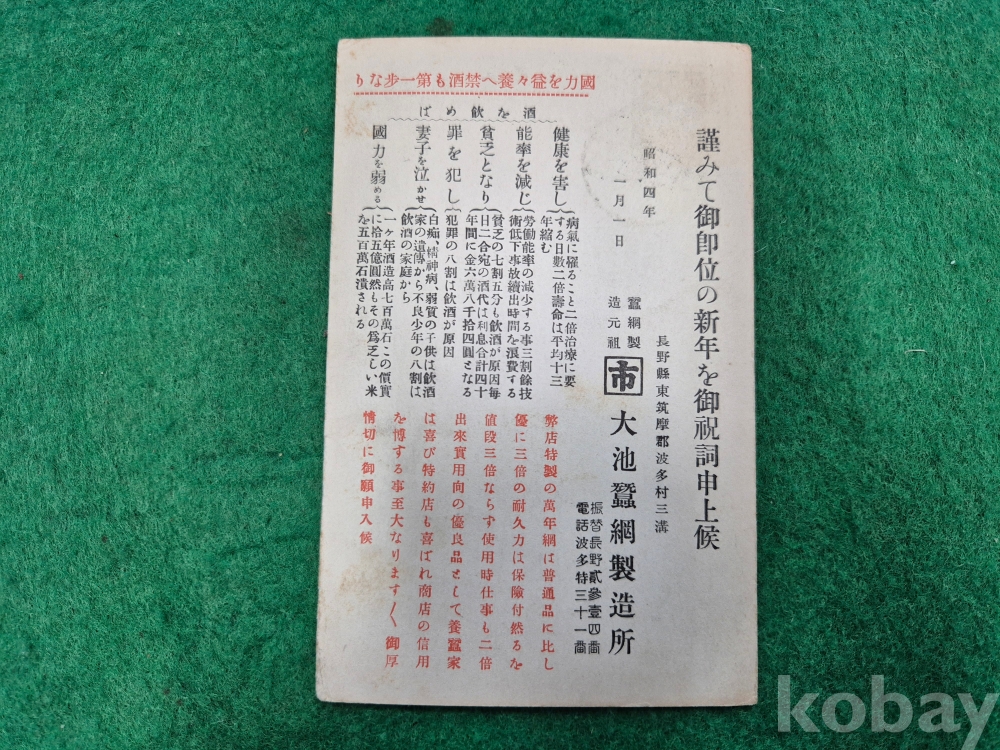 國力を益々養へ禁酒も第一歩なり
謹みて御卽位の新年を御祝詞申上候
昭和四年
一月一日
長野縣東筑摩郡波多村三溝
蠶網製
造元祖
市
大池蠶網製造所
振替長野貳參壹四番
電話波多特三十一番
酒を飮めば
健康を害し
病氣に罹ること二倍治療に要
する日數二倍壽命は平均十三
年縮む
能率を減じ
勞働能率の減少する事三割餘技
術低下事故續出時間を浪費する
貧乏となり
貧乏の七割五分も飮酒が原因毎
日二合宛の酒代は利息合計四十
年間に金六萬八千拾四圓となる
罪を犯し
犯罪の八割は飮酒が原因
妻子を泣かせ
白痴、精神病、弱質の子供は飮酒
家の遺傳から不良少年の八割は
飮酒の家庭から
國力を弱める
一ヶ年酒造高七百萬石この價實
に拾五億圓然もその爲乏しい米
を五百萬石潰される
弊店特製の萬年網は普通品に比し
優に三倍の耐久力は保險付然るを
値段三倍ならず使用時仕事も二倍
出來實用向の優良品として養蠶家
は喜び特約店も喜ばれ商店の信用
を博する事至大なります〱御厚
情切に御願申入候
kobay